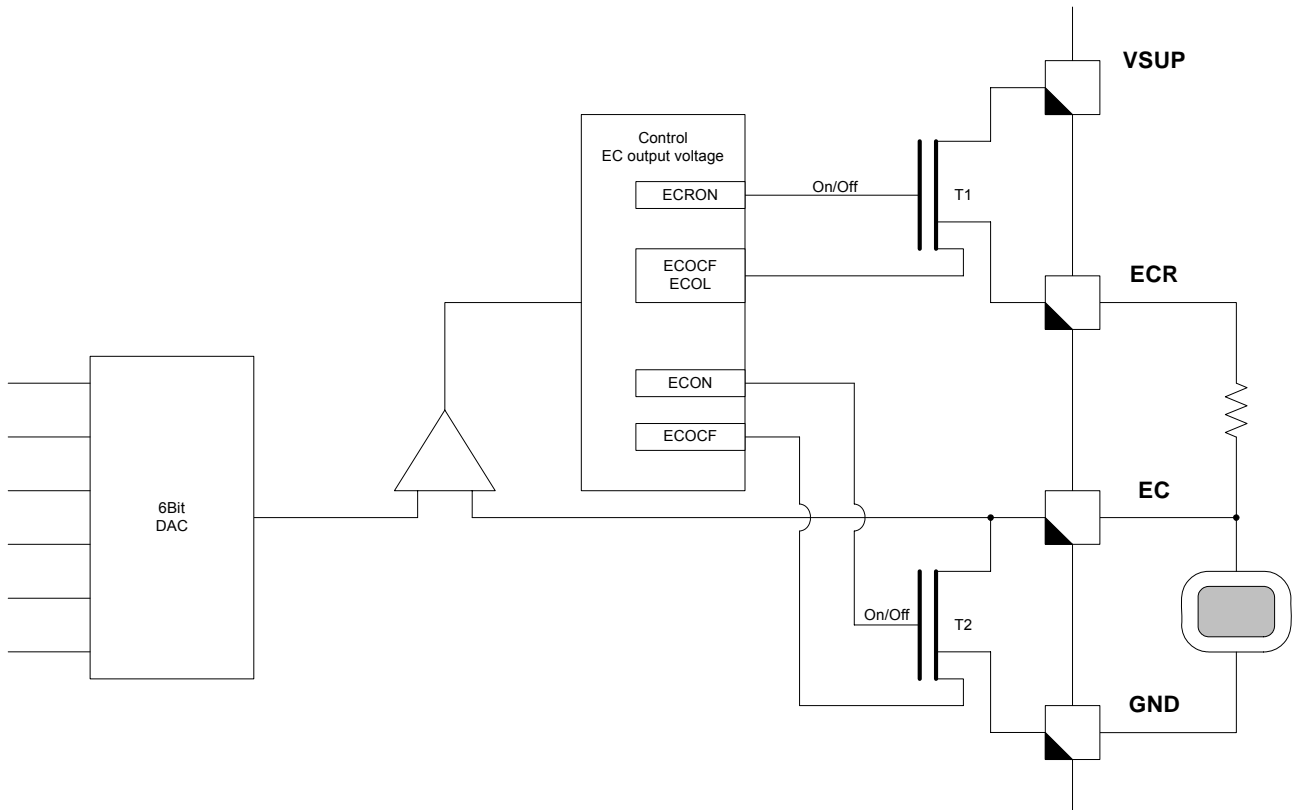 VSUP
Control
EC output voltage
ECRON
On/Off
T1
ECOCF
ECOL
ECR
ECON
ECOCF
6Bit
DAC
EC
On/Off
T2
GND